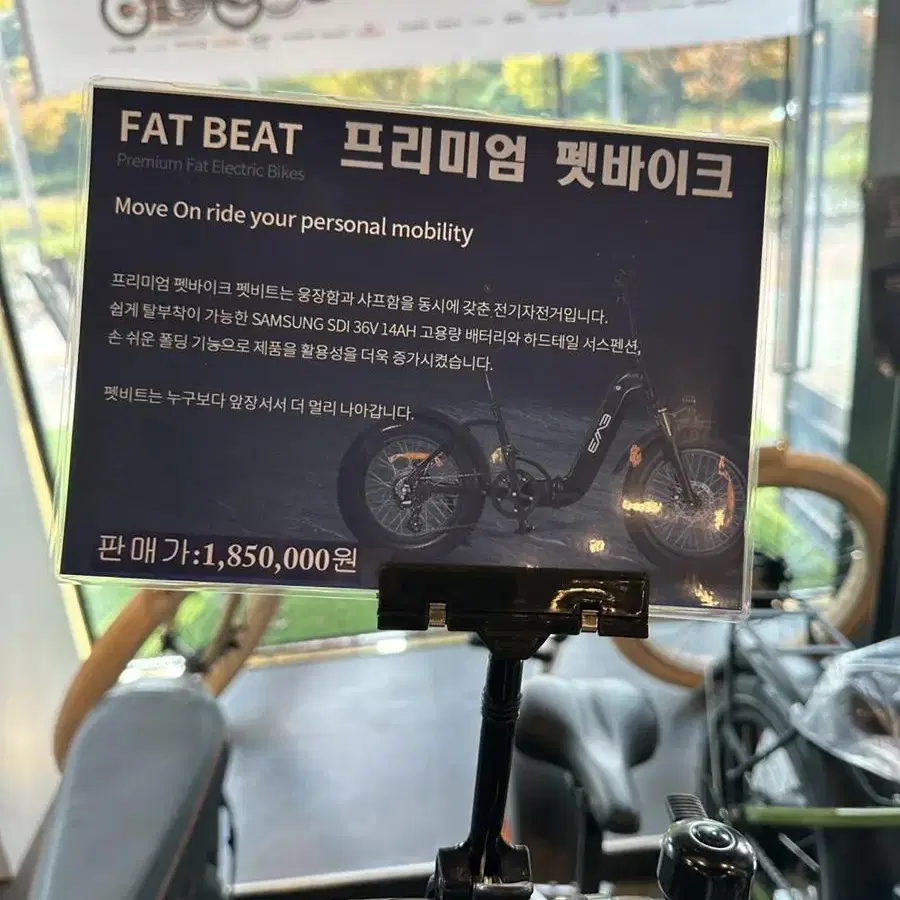 FAT BEAT 프리미엄 펫바이크
Premium Fat Electric Bikes
Move On ride your personal mobility
프리미엄 펫바이크 펫비트는 웅장함과 샤프함을 동시에 갖춘 전기자전거입니다.
쉽게 탈부착이 가능한 SAMSUNG SDI 36V 14AH 고용량 배터리와 하드테일 서스펜션,
손 쉬운 폴딩 기능으로 제품을 활용성을 더욱 증가시켰습니다.
펫비트는 누구보다 앞장서서 더 멀리 나아갑니다.
판매가:1,850,000원